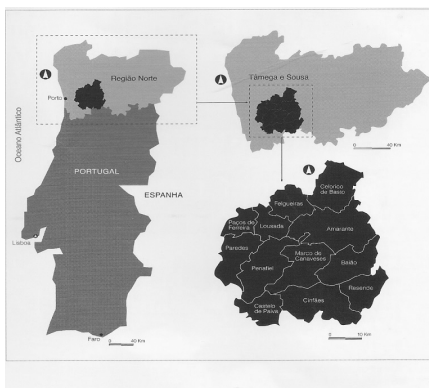 Região Norte
Porto
Oceano Atlântico
PORTUGAL
ESPANHA
Lisboa
Faro
0 40 Km
Tâmega e Sousa
0 40 Km
Celorico
de Basto
Felgueiras
Paços de
Ferreira
Lousada
Amarante
Paredes
Marco de
Canaveses
Penafiel
Baião
Resende
Cinfães
Castelo
de Paiva
0 10 Km